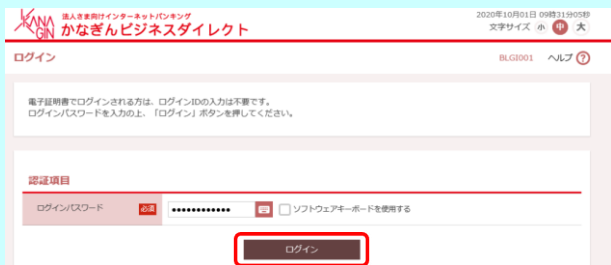 KANAGIN
法人さま向けインターネットバンキング
かなぎんビジネスダイレクト
2020年10月01日 09時31分05秒
文字サイズ 小 中 大
ログイン
BLGI001 ヘルプ ?
電子証明書でログインされる方は、ログインIDの入力は不要です。
ログインパスワードを入力の上、「ログイン」ボタンを押してください。
認証項目
ログインパスワード 必須 •••••••••••• ソフトウェアキーボードを使用する
ログイン